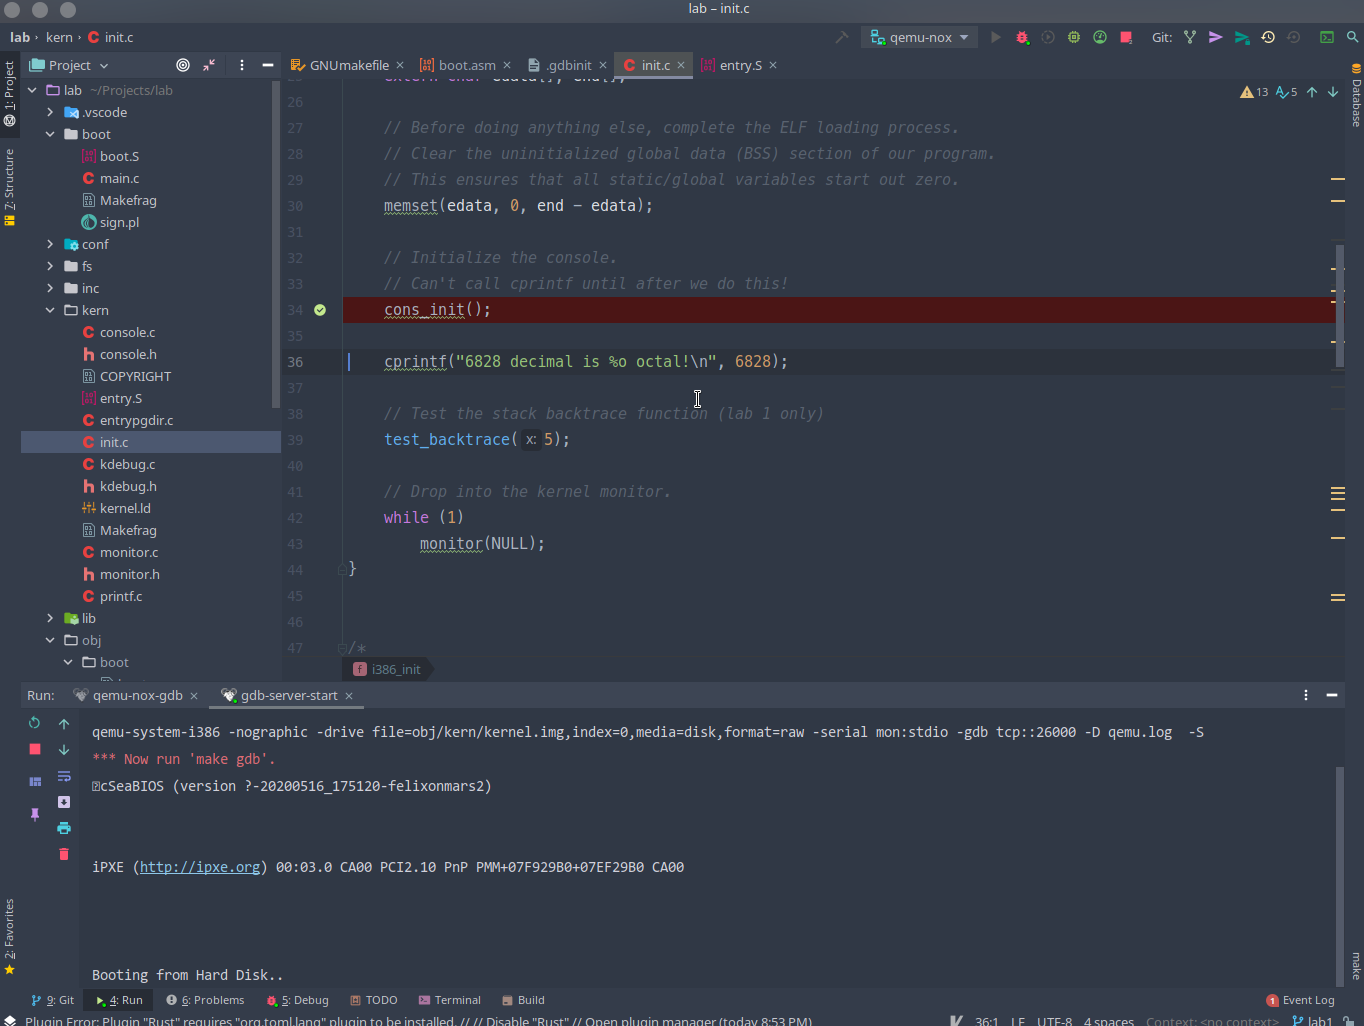 lab – init.c
lab › kern › init.c
qemu-nox
Git:
Project
GNUmakefile
boot.asm
.gdbinit
init.c
entry.S
1: Project
7: Structure
2: Favorites
Database
make
lab ~/Projects/lab
.vscode
boot
boot.S
main.c
Makefrag
sign.pl
conf
fs
inc
kern
console.c
console.h
COPYRIGHT
entry.S
entrypgdir.c
init.c
kdebug.c
kdebug.h
kernel.ld
Makefrag
monitor.c
monitor.h
printf.c
lib
obj
boot
13 5
26
27 // Before doing anything else, complete the ELF loading process.
28 // Clear the uninitialized global data (BSS) section of our program.
29 // This ensures that all static/global variables start out zero.
30 memset(edata, 0, end - edata);
31
32 // Initialize the console.
33 // Can't call cprintf until after we do this!
34 cons_init();
35
36 cprintf("6828 decimal is %o octal!\n", 6828);
37
38 // Test the stack backtrace function (lab 1 only)
39 test_backtrace( x: 5);
40
41 // Drop into the kernel monitor.
42 while (1)
43 monitor(NULL);
44 }
45
46
47 /*
f i386_init
Run: qemu-nox-gdb gdb-server-start
qemu-system-i386 -nographic -drive file=obj/kern/kernel.img,index=0,media=disk,format=raw -serial mon:stdio -gdb tcp::26000 -D qemu.log  -S
*** Now run 'make gdb'.
cSeaBIOS (version ?-20200516_175120-felixonmars2)
iPXE (http://ipxe.org) 00:03.0 CA00 PCI2.10 PnP PMM+07F929B0+07EF29B0 CA00
Booting from Hard Disk..
9: Git 4: Run 6: Problems 5: Debug TODO Terminal Build 1 Event Log
Plugin Error: Plugin "Rust" requires "org.toml.lang" plugin to be installed. // // Disable "Rust" // Open plugin manager (today 8:53 PM) 36:1 LF UTF-8 4 spaces Context: <no context> lab1